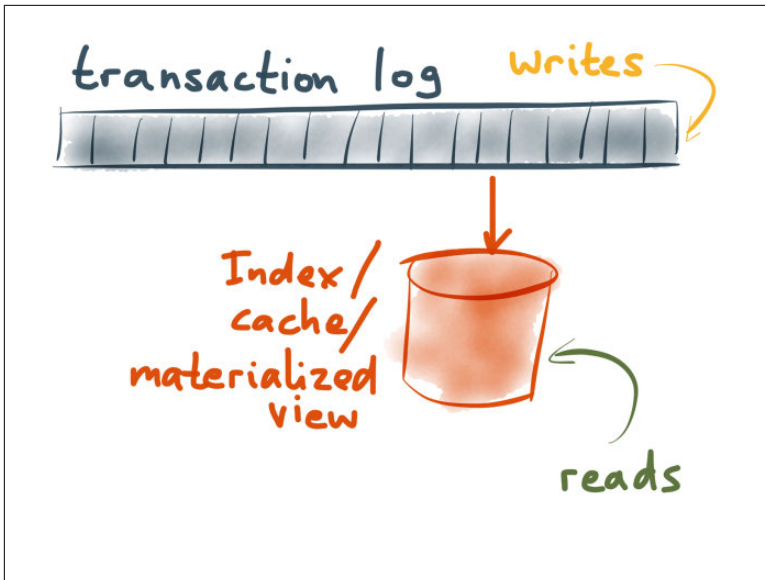 transaction log
writes
Index/
cache/
materialized
view
reads